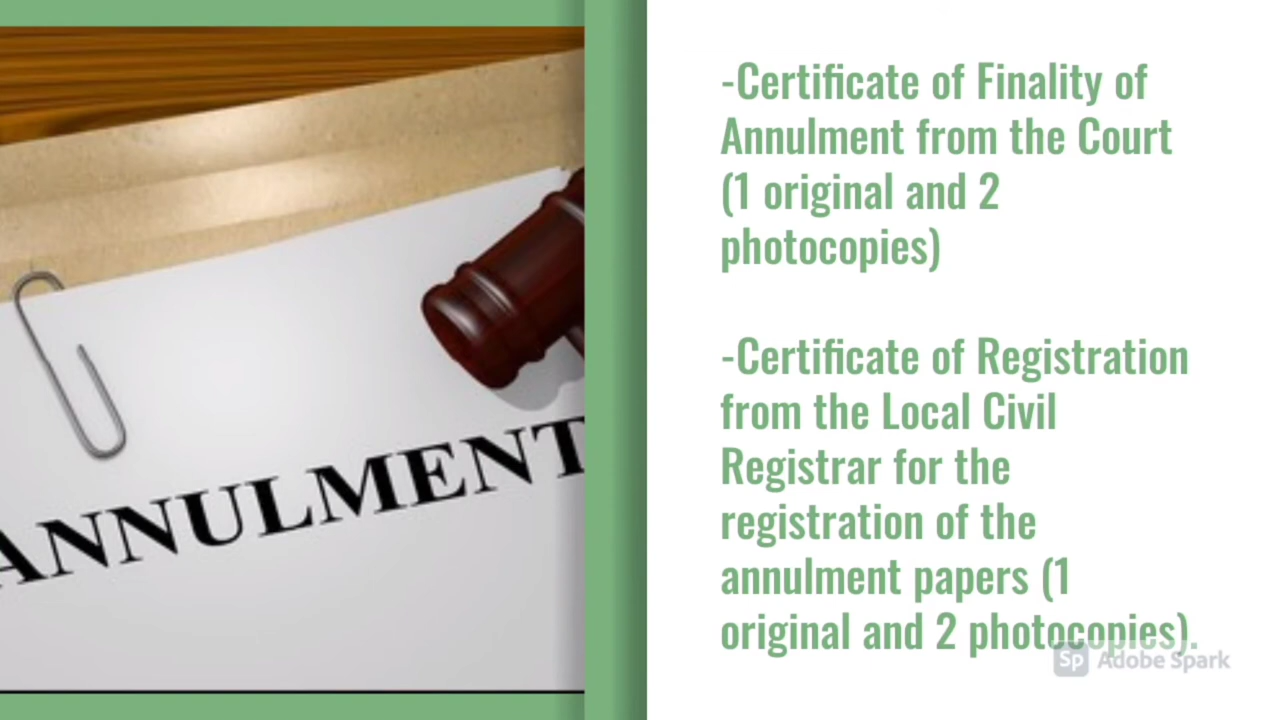 -Certificate of Finality of
Annulment from the Court
(1 original and 2
photocopies)
-Certificate of Registration
from the Local Civil
Registrar for the
registration of the
annulment papers (1
original and 2 photocopies).
ANNULMENT
Sp Adobe Spark